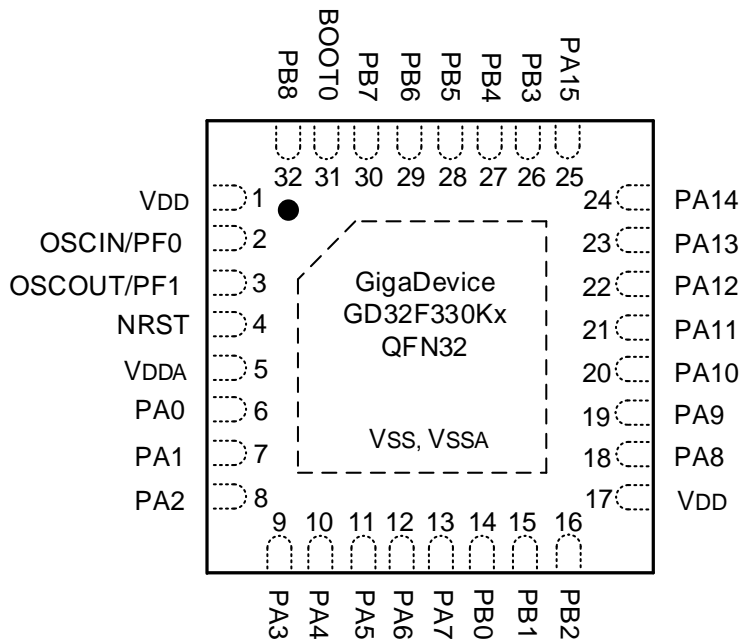 PB8
BOOT0
PB7
PB6
PB5
PB4
PB3
PA15
32 31 30 29 28 27 26 25
VDD 1
OSCIN/PF0 2
OSCOUT/PF1 3
NRST 4
VDDA 5
PA0 6
PA1 7
PA2 8
GigaDevice
GD32F330Kx
QFN32
VSS, VSSA
24 PA14
23 PA13
22 PA12
21 PA11
20 PA10
19 PA9
18 PA8
17 VDD
9 10 11 12 13 14 15 16
PA3
PA4
PA5
PA6
PA7
PB0
PB1
PB2